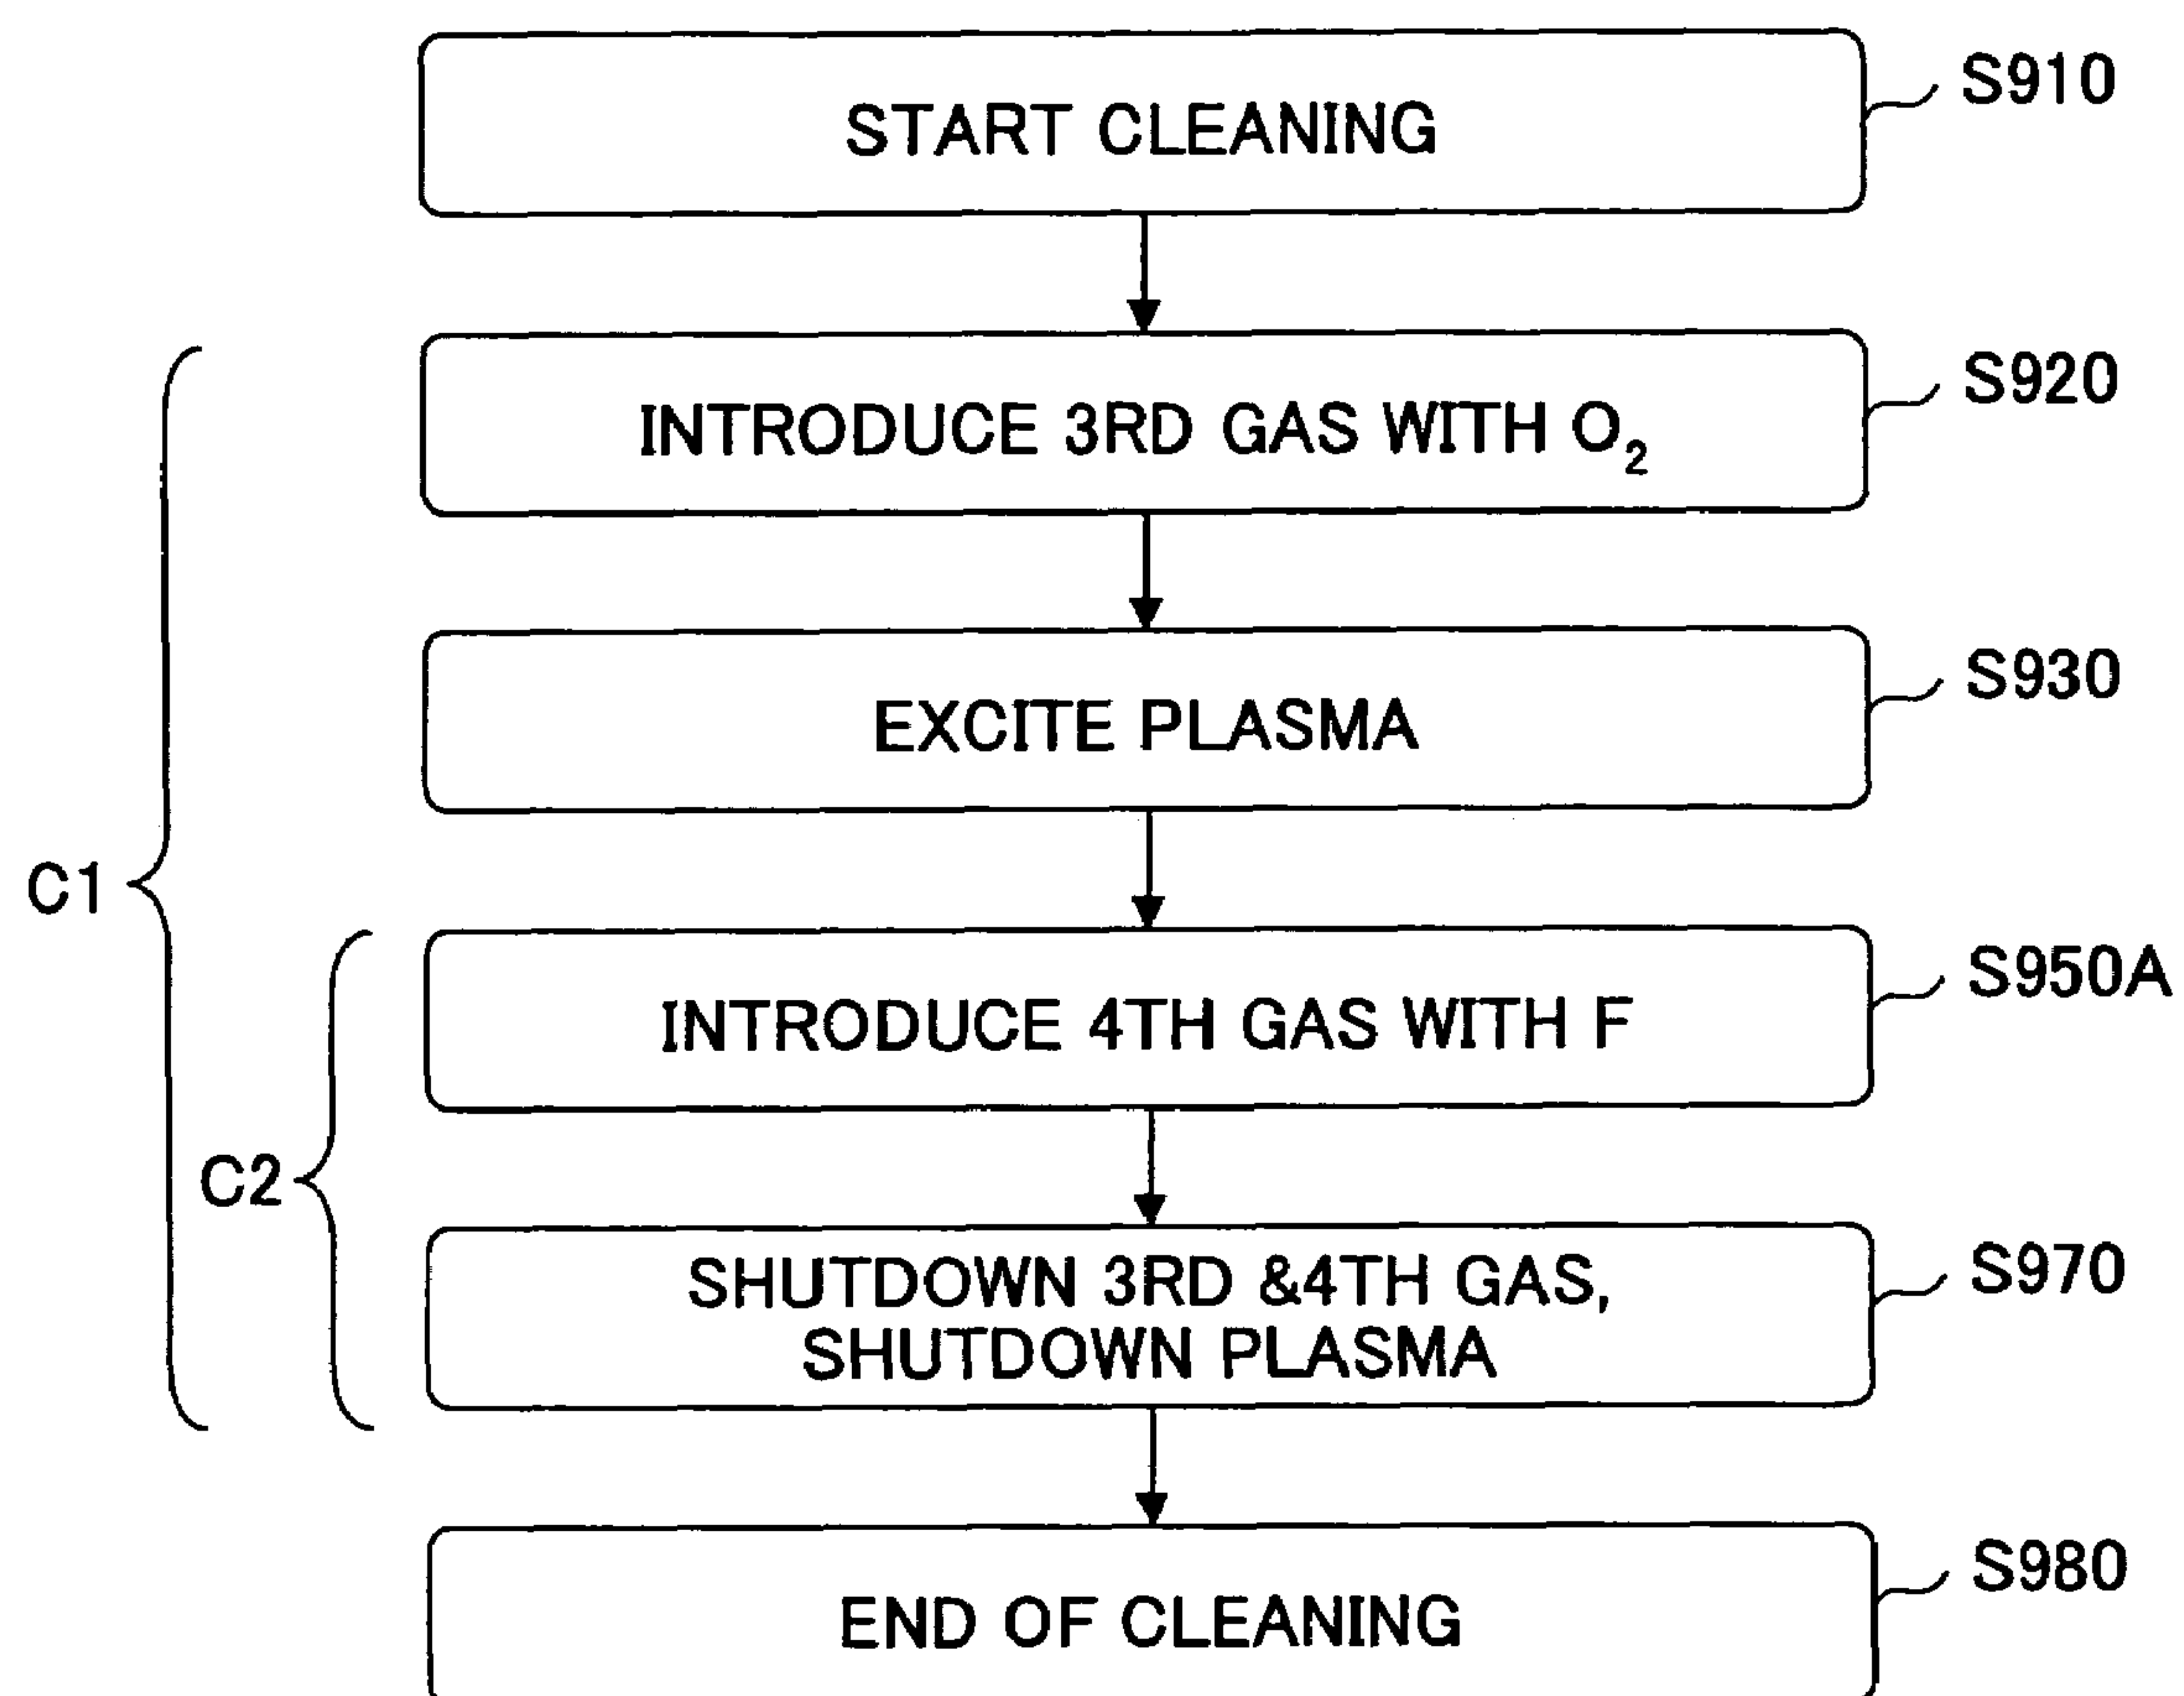 START CLEANING
S910
INTRODUCE 3RD GAS WITH O₂
S920
EXCITE PLASMA
S930
C1
INTRODUCE 4TH GAS WITH F
S950A
C2
SHUTDOWN 3RD &4TH GAS,
SHUTDOWN PLASMA
S970
END OF CLEANING
S980